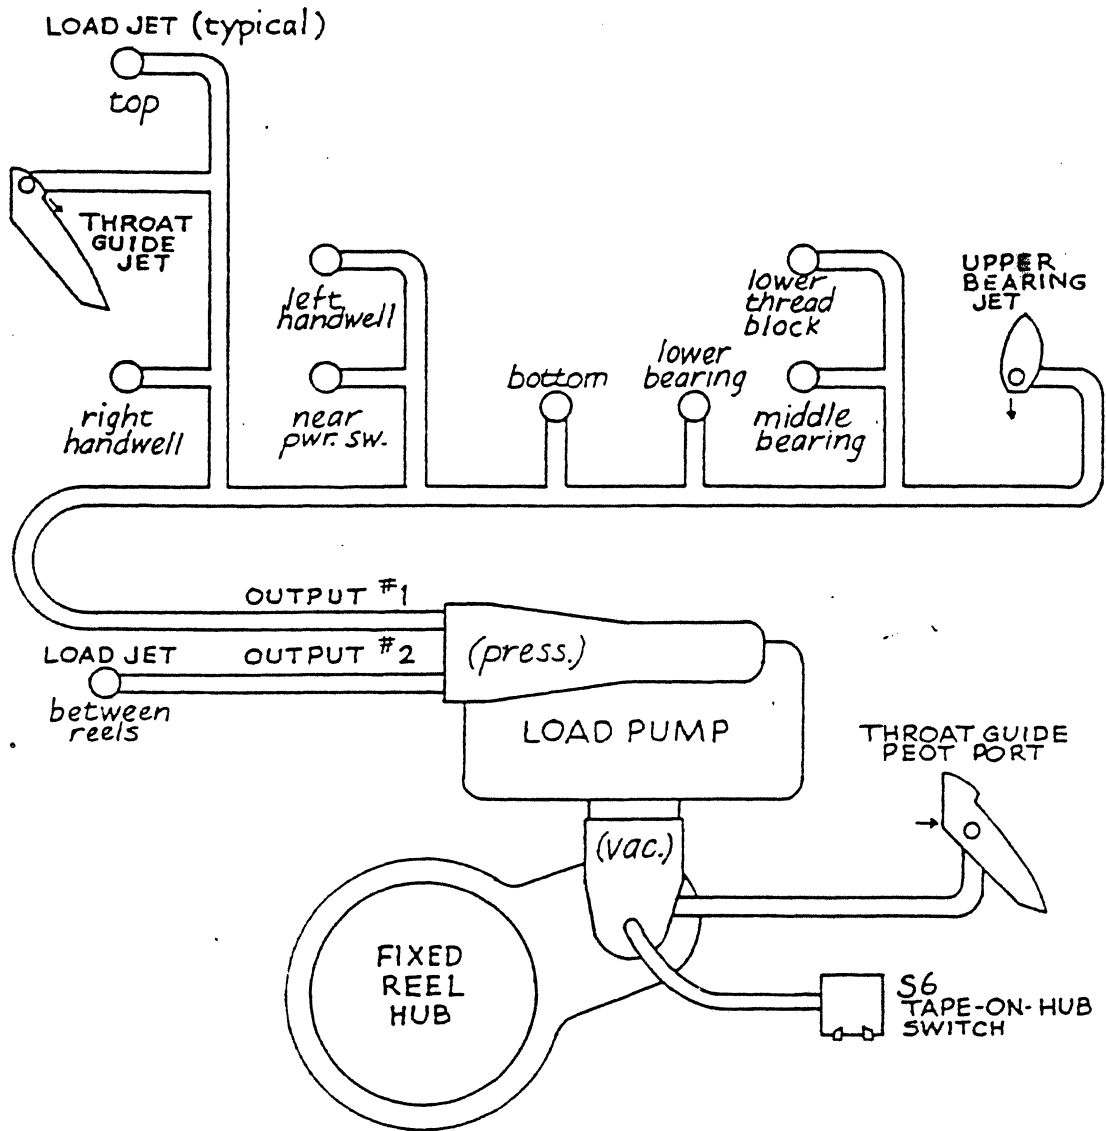 LOAD JET (typical)
top
THROAT
GUIDE
JET
left
handwell
lower
thread
block
UPPER
BEARING
JET
right
handwell
near
pwr. sw.
bottom
lower
bearing
middle
bearing
OUTPUT #1
LOAD JET
OUTPUT #2
(press.)
between
reels
LOAD PUMP
THROAT GUIDE
PEOT PORT
(vac.)
FIXED
REEL
HUB
S6
TAPE-ON-HUB
SWITCH